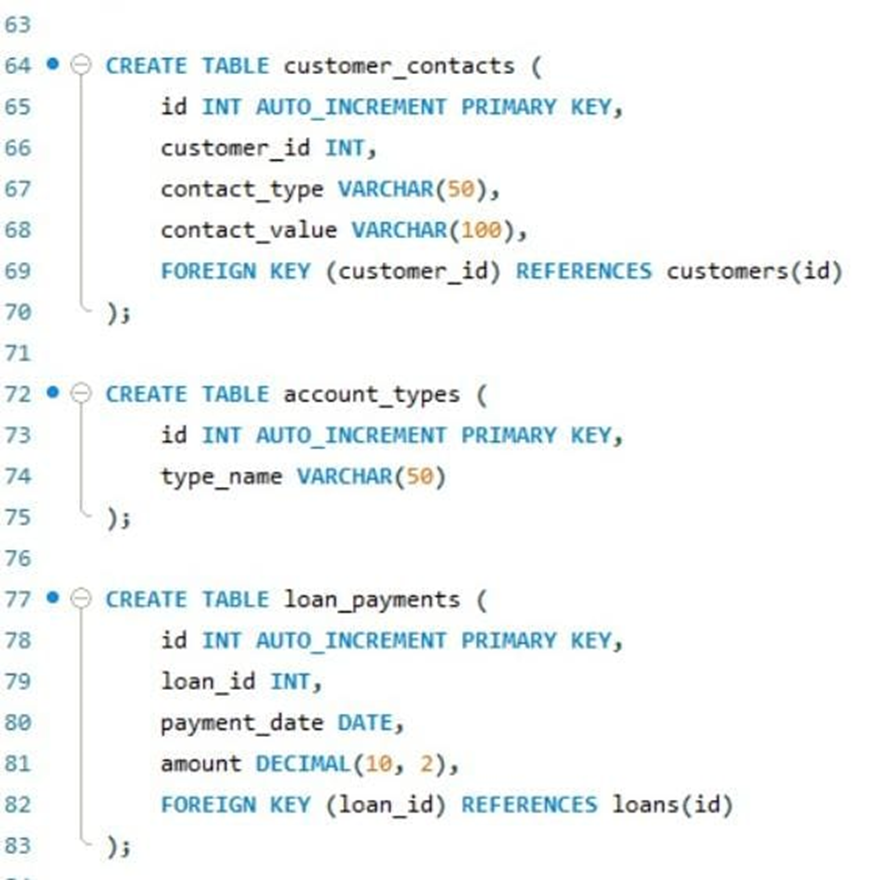 63
64 CREATE TABLE customer_contacts (
65 id INT AUTO_INCREMENT PRIMARY KEY,
66 customer_id INT,
67 contact_type VARCHAR(50),
68 contact_value VARCHAR(100),
69 FOREIGN KEY (customer_id) REFERENCES customers(id)
70 );
71
72 CREATE TABLE account_types (
73 id INT AUTO_INCREMENT PRIMARY KEY,
74 type_name VARCHAR(50)
75 );
76
77 CREATE TABLE loan_payments (
78 id INT AUTO_INCREMENT PRIMARY KEY,
79 loan_id INT,
80 payment_date DATE,
81 amount DECIMAL(10, 2),
82 FOREIGN KEY (loan_id) REFERENCES loans(id)
83 );